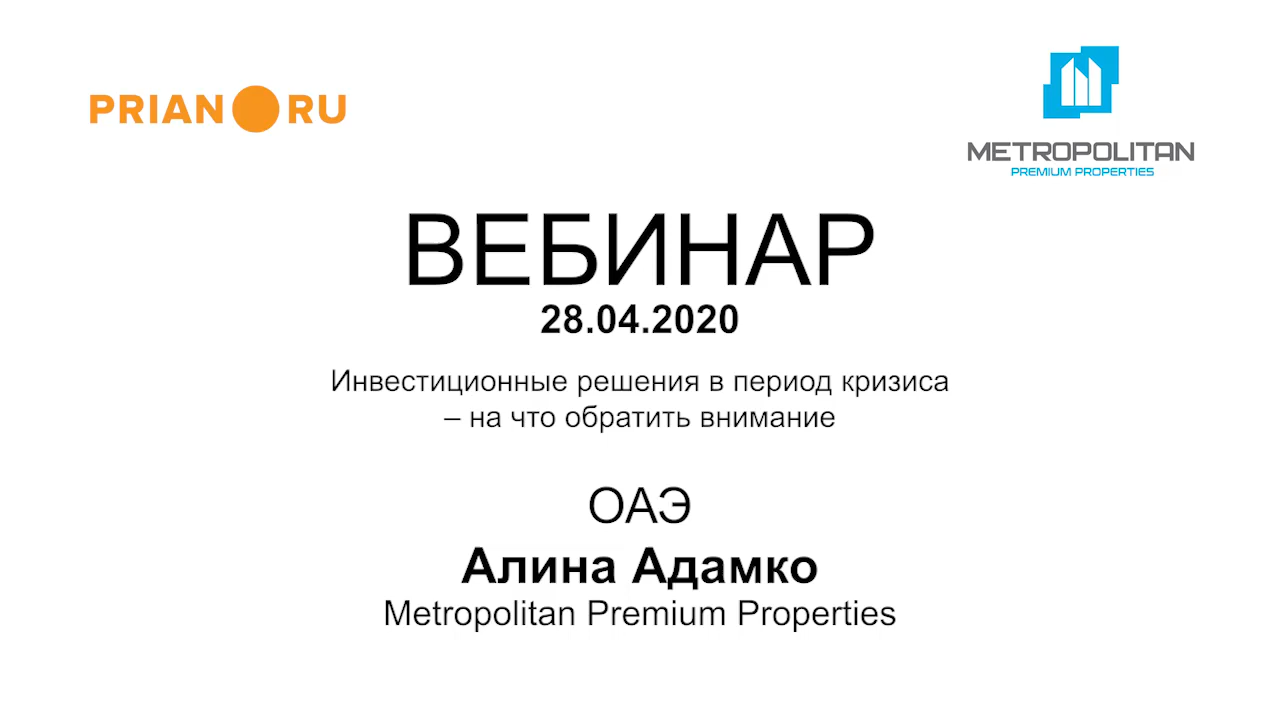 PRIAN RU
METROPOLITAN
PREMIUM PROPERTIES
ВЕБИНАР
28.04.2020
Инвестиционные решения в период кризиса
– на что обратить внимание
ОАЭ
Алина Адамко
Metropolitan Premium Properties